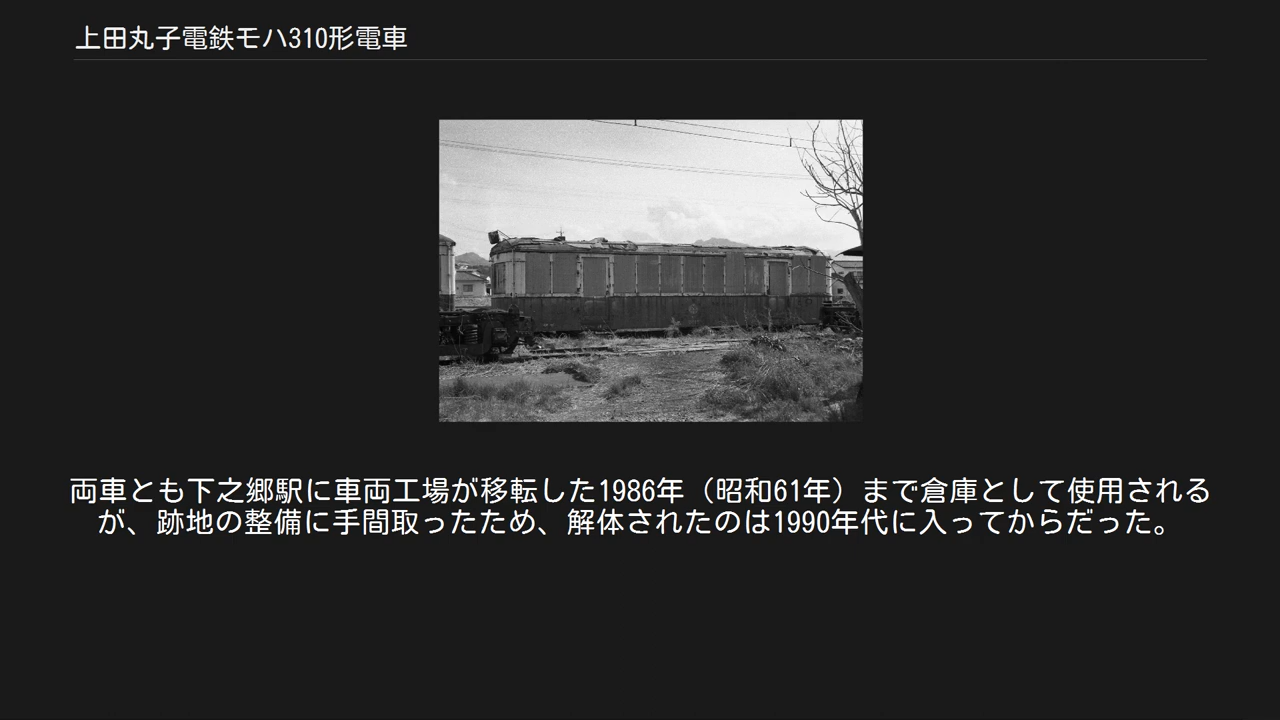 上田丸子電鉄モハ310形電車
両車とも下之郷駅に車両工場が移転した1986年（昭和61年）まで倉庫として使用される
が、跡地の整備に手間取ったため、解体されたのは1990年代に入ってからだった。